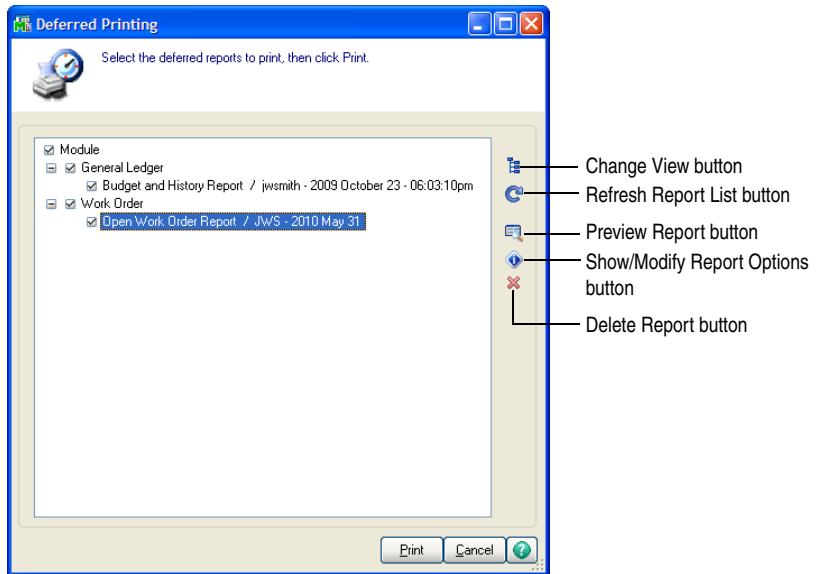 Deferred Printing
Select the deferred reports to print, then click Print.
Module
General Ledger
Budget and History Report / jwsmith - 2009 October 23 - 06:03:10pm
Work Order
Open Work Order Report / JWS - 2010 May 31
Change View button
Refresh Report List button
Preview Report button
Show/Modify Report Options
button
Delete Report button
Print
Cancel